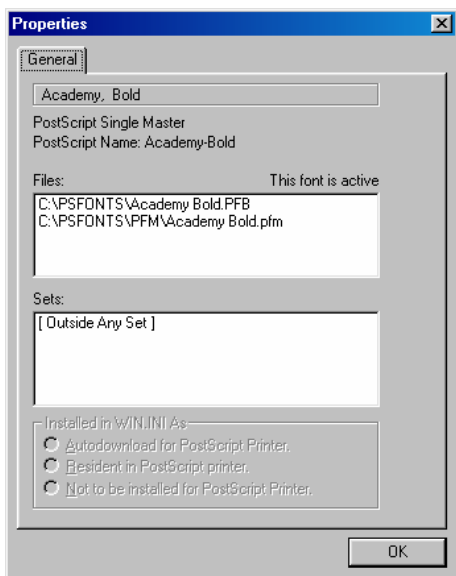 Properties
General
Academy, Bold
PostScript Single Master
PostScript Name: Academy-Bold
Files: This font is active
C:\PSFONTS\Academy Bold.PFB
C:\PSFONTS\PFM\Academy Bold.pfm
Sets:
[ Outside Any Set ]
Installed in WIN.INI As
Autodownload for PostScript Printer.
Resident in PostScript printer.
Not to be installed for PostScript Printer.
OK